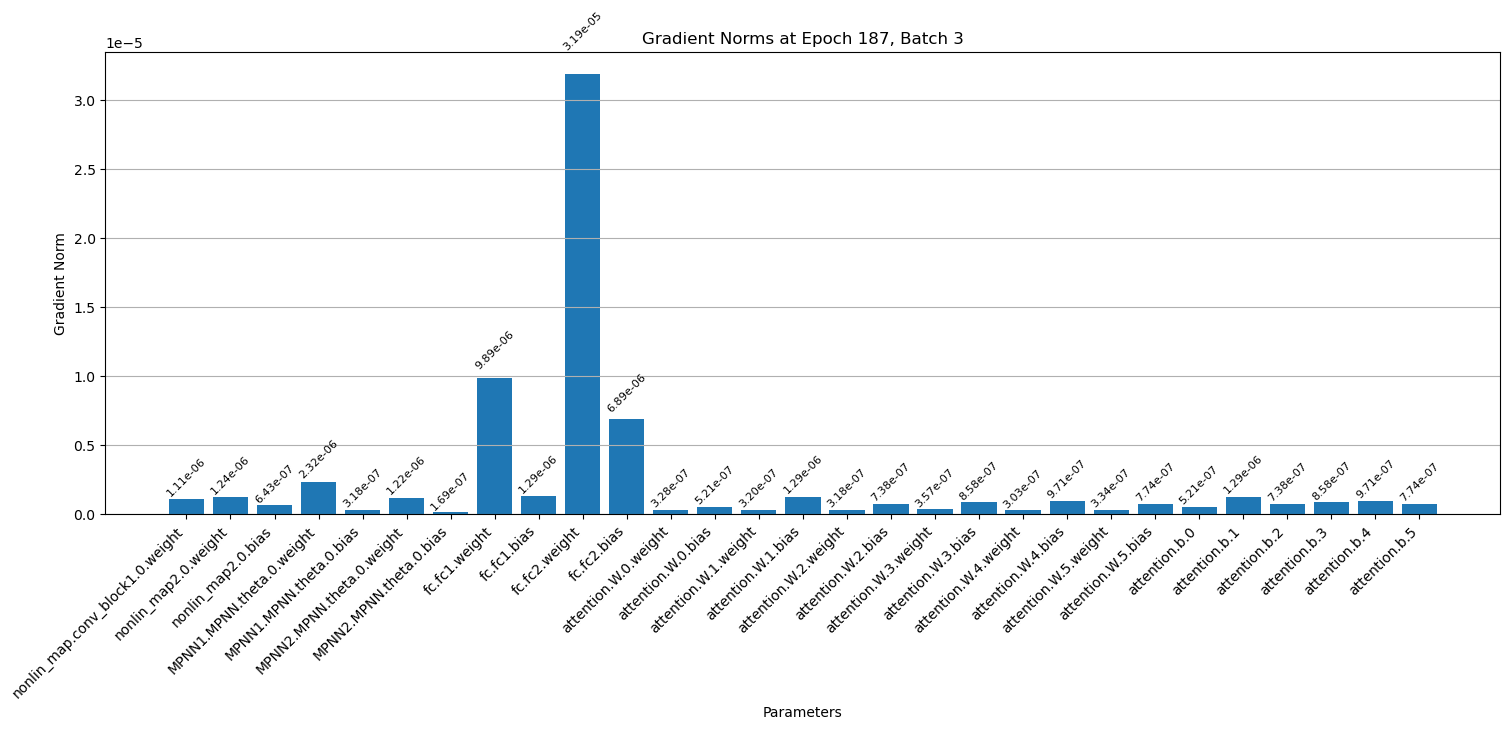 Gradient Norms at Epoch 187, Batch 3
1e−5
Gradient Norm
3.0
2.5
2.0
1.5
1.0
0.5
0.0
1.11e-06
1.24e-06
6.43e-07
2.32e-06
3.18e-07
1.22e-06
1.69e-07
9.89e-06
1.29e-06
3.19e-05
6.89e-06
3.28e-07
5.21e-07
3.20e-07
1.29e-06
3.18e-07
7.38e-07
3.57e-07
8.58e-07
3.03e-07
9.71e-07
3.34e-07
7.74e-07
5.21e-07
1.29e-06
7.38e-07
8.58e-07
9.71e-07
7.74e-07
nonlin_map.conv_block1.0.weight
nonlin_map2.0.weight
nonlin_map2.0.bias
MPNN1.MPNN.theta.0.weight
MPNN1.MPNN.theta.0.bias
MPNN2.MPNN.theta.0.weight
MPNN2.MPNN.theta.0.bias
fc.fc1.weight
fc.fc1.bias
fc.fc2.weight
fc.fc2.bias
attention.W.0.weight
attention.W.0.bias
attention.W.1.weight
attention.W.1.bias
attention.W.2.weight
attention.W.2.bias
attention.W.3.weight
attention.W.3.bias
attention.W.4.weight
attention.W.4.bias
attention.W.5.weight
attention.W.5.bias
attention.b.0
attention.b.1
attention.b.2
attention.b.3
attention.b.4
attention.b.5
Parameters